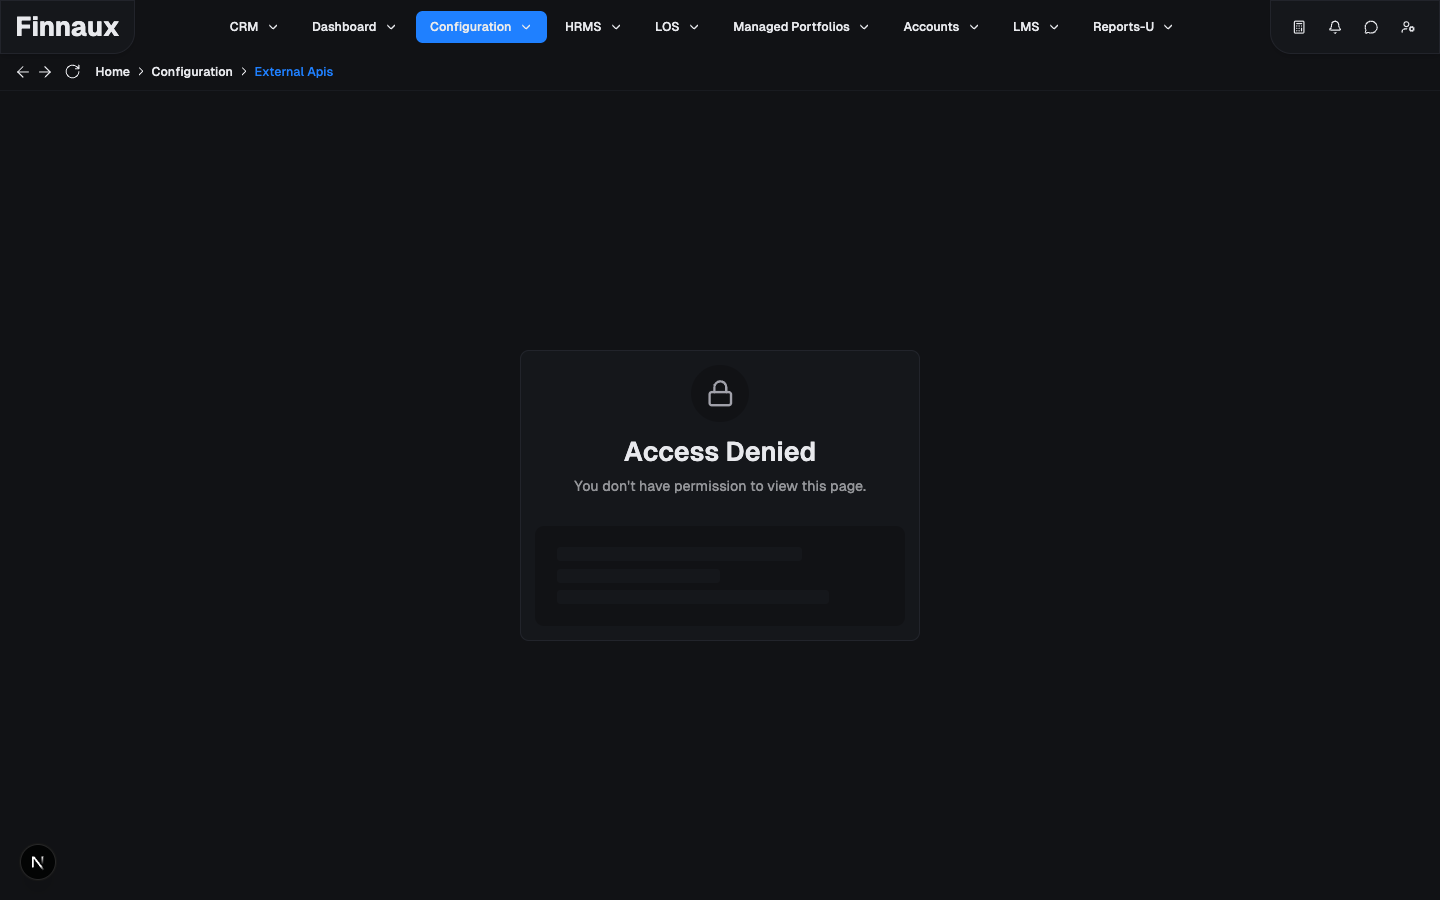 Finnaux
CRM
Dashboard
Configuration
HRMS
LOS
Managed Portfolios
Accounts
LMS
Reports-U
Home
Configuration
External Apis
Access Denied
You don't have permission to view this page.
N